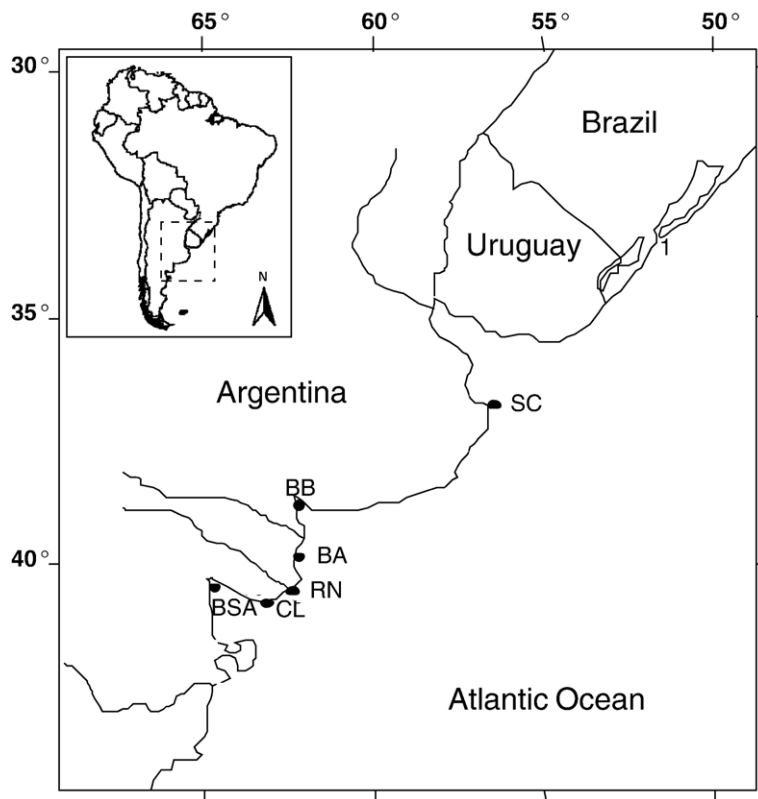 65° 60° 55° 50°
30°
Brazil
Uruguay
1
N
35°
Argentina
SC
BB
40°
BA
RN
BSA
CL
Atlantic Ocean